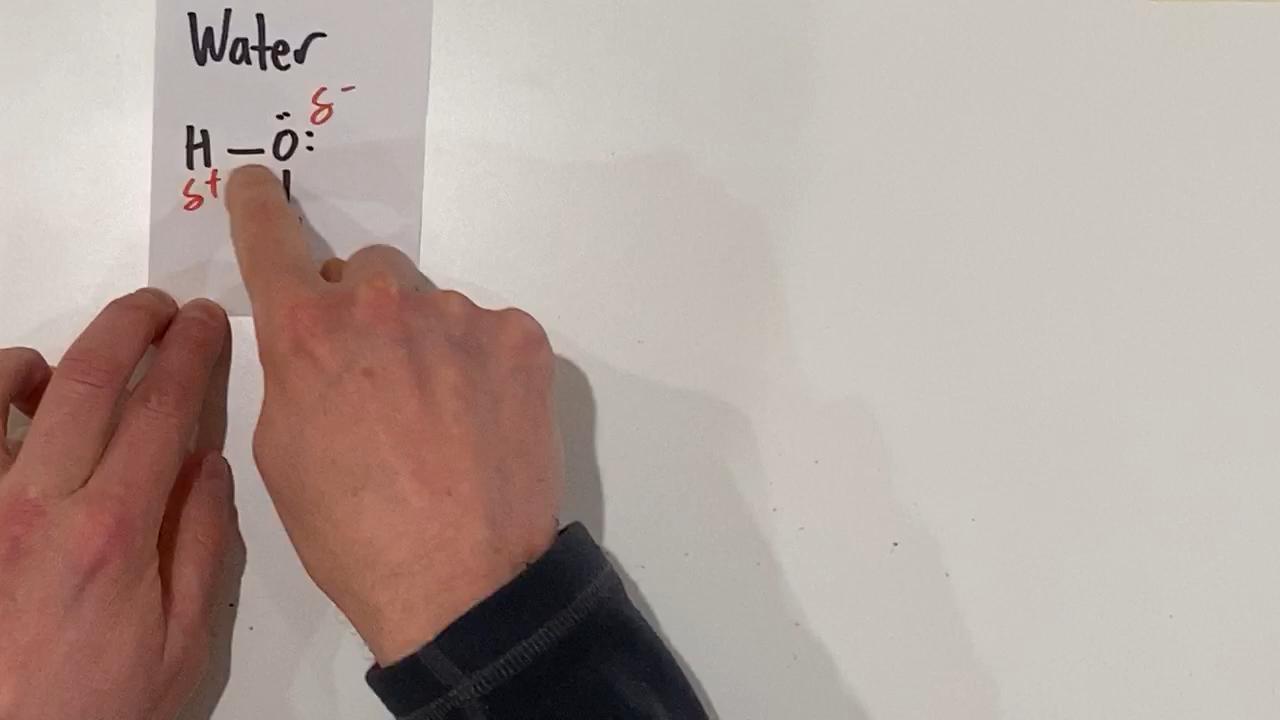 Water
δ-
H — Ö:
δ+ |